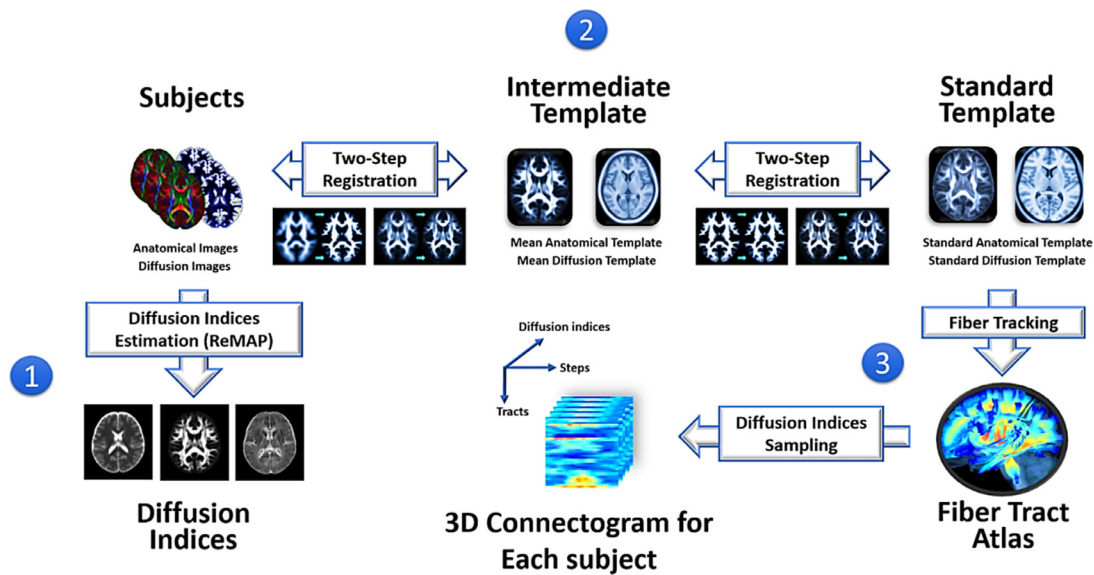 2
Subjects
Intermediate
Template
Standard
Template
Two-Step
Registration
Two-Step
Registration
Anatomical Images
Diffusion Images
Mean Anatomical Template
Mean Diffusion Template
Standard Anatomical Template
Standard Diffusion Template
1
Diffusion Indices
Estimation (ReMAP)
Diffusion
Indices
Fiber Tracking
3
Fiber Tract
Atlas
Diffusion Indices
Sampling
Diffusion indices
Steps
Tracts
3D Connectogram for
Each subject